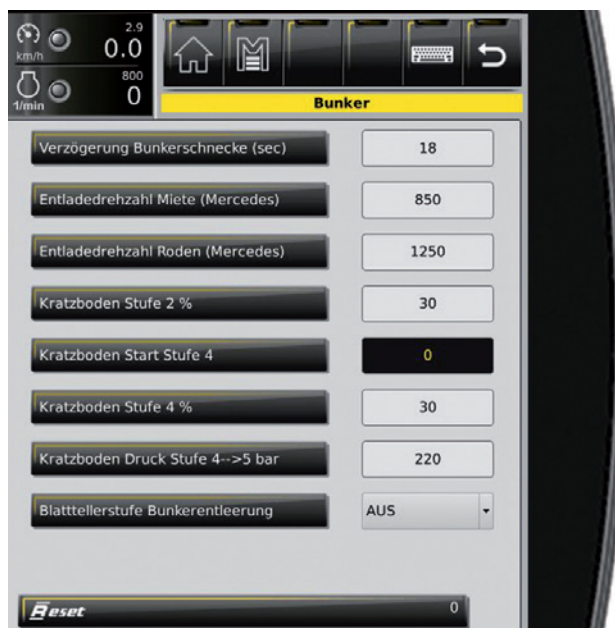 2.9
km/h 0.0
800
1/min 0
Bunker
Verzögerung Bunkerschnecke (sec) 18
Entladedrehzahl Miete (Mercedes) 850
Entladedrehzahl Roden (Mercedes) 1250
Kratzboden Stufe 2 % 30
Kratzboden Start Stufe 4 0
Kratzboden Stufe 4 % 30
Kratzboden Druck Stufe 4-->5 bar 220
Blatttellerstufe Bunkerentleerung AUS
Reset 0